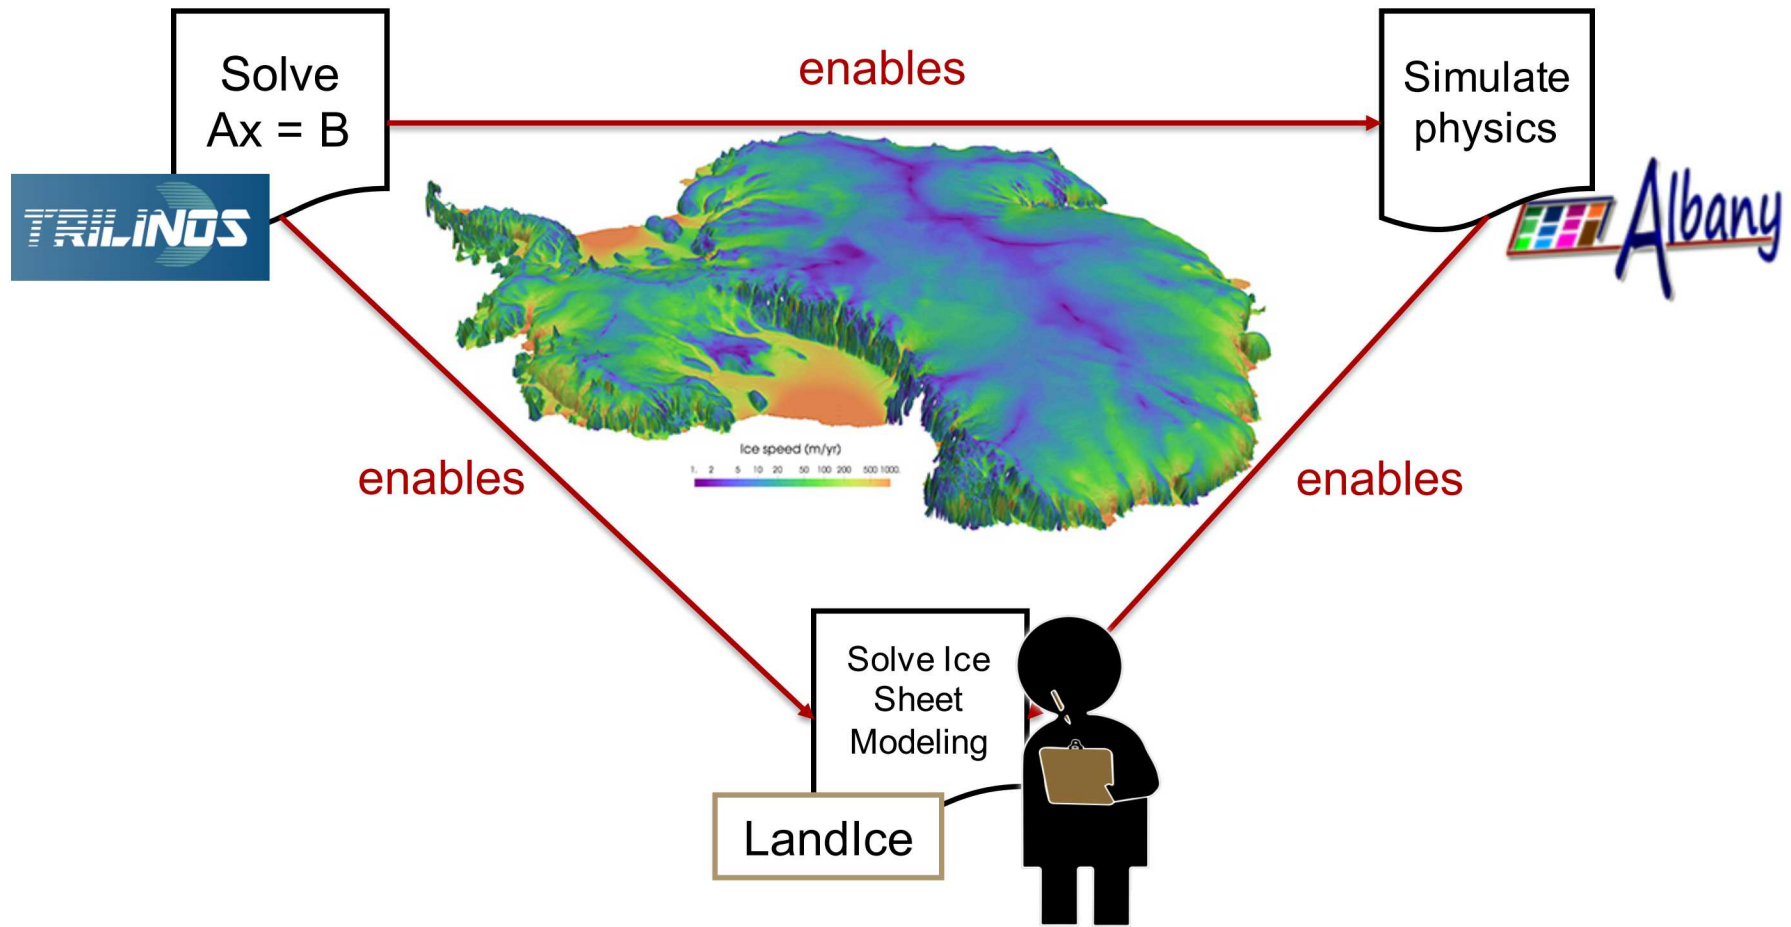 Solve
Ax = B
TRILINOS
enables
Simulate
physics
Albany
Ice speed (m/yr)
1. 2 5 10 20 50 100 200 500 1000.
enables
enables
Solve Ice
Sheet
Modeling
LandIce